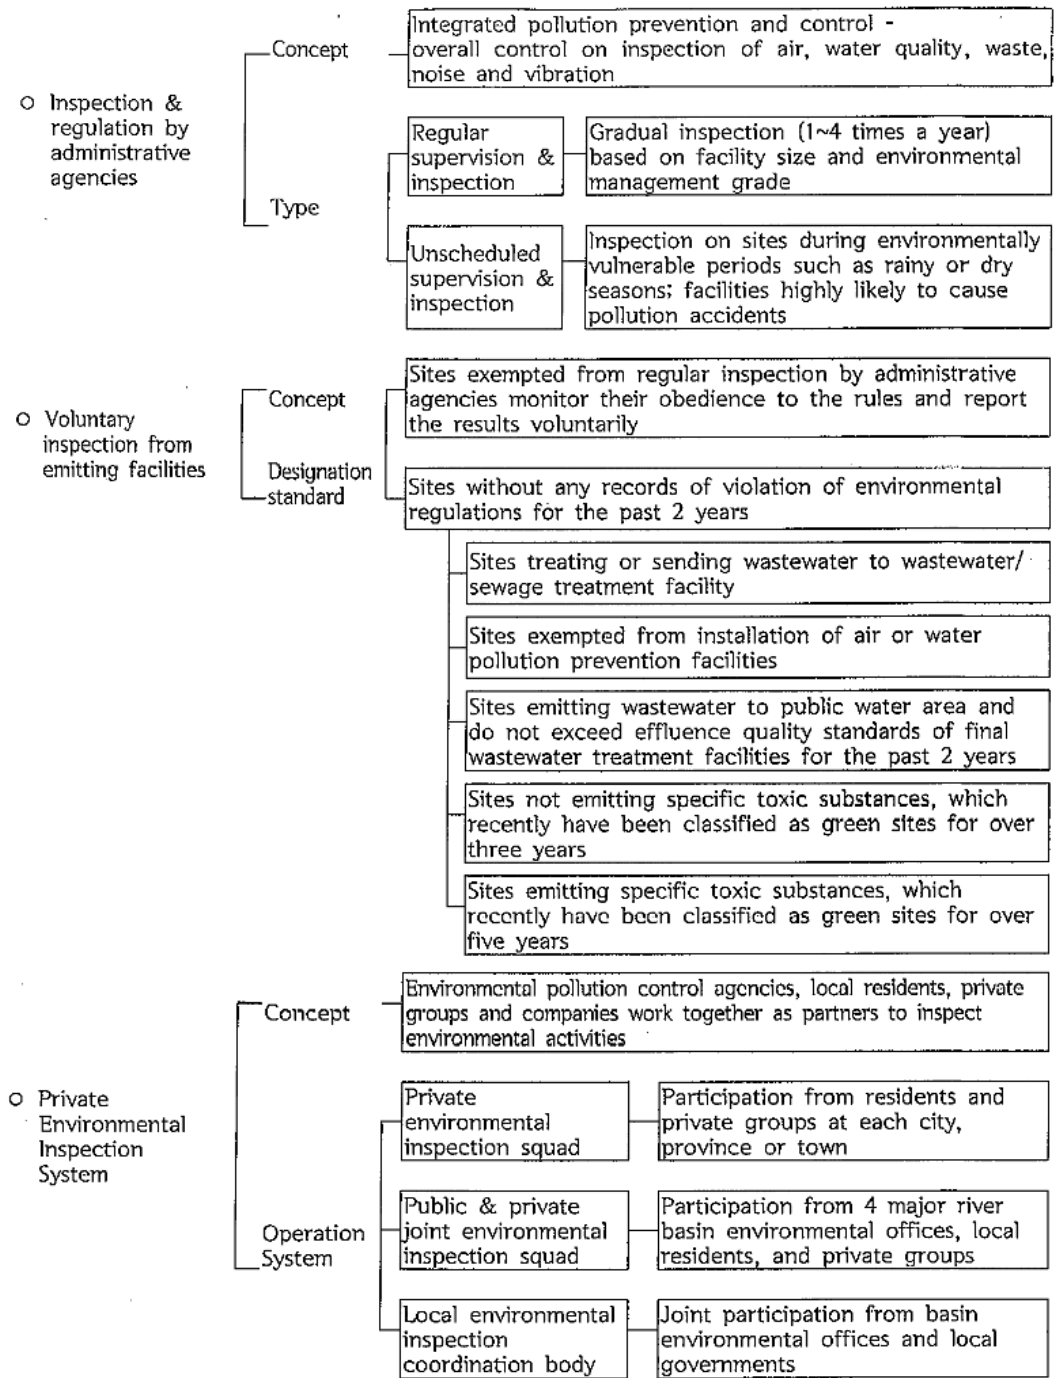 Integrated pollution prevention and control -
Concept
overall control on inspection of air, water quality, waste,
noise and vibration
○ Inspection &
regulation by
administrative
agencies
Regular
supervision &
inspection
Gradual inspection (1~4 times a year)
based on facility size and environmental
management grade
Type
Unscheduled
supervision &
inspection
Inspection on sites during environmentally
vulnerable periods such as rainy or dry
seasons; facilities highly likely to cause
pollution accidents
○ Voluntary
inspection from
emitting facilities
Concept
Sites exempted from regular inspection by administrative
agencies monitor their obedience to the rules and report
the results voluntarily
Designation
standard
Sites without any records of violation of environmental
regulations for the past 2 years
Sites treating or sending wastewater to wastewater/
sewage treatment facility
Sites exempted from installation of air or water
pollution prevention facilities
Sites emitting wastewater to public water area and
do not exceed effluence quality standards of final
wastewater treatment facilities for the past 2 years
Sites not emitting specific toxic substances, which
recently have been classified as green sites for over
three years
Sites emitting specific toxic substances, which
recently have been classified as green sites for over
five years
○ Private
Environmental
Inspection
System
Concept
Environmental pollution control agencies, local residents, private
groups and companies work together as partners to inspect
environmental activities
Operation
System
Private
environmental
inspection squad
Participation from residents and
private groups at each city,
province or town
Public & private
joint environmental
inspection squad
Participation from 4 major river
basin environmental offices, local
residents, and private groups
Local environmental
inspection
coordination body
Joint participation from basin
environmental offices and local
governments